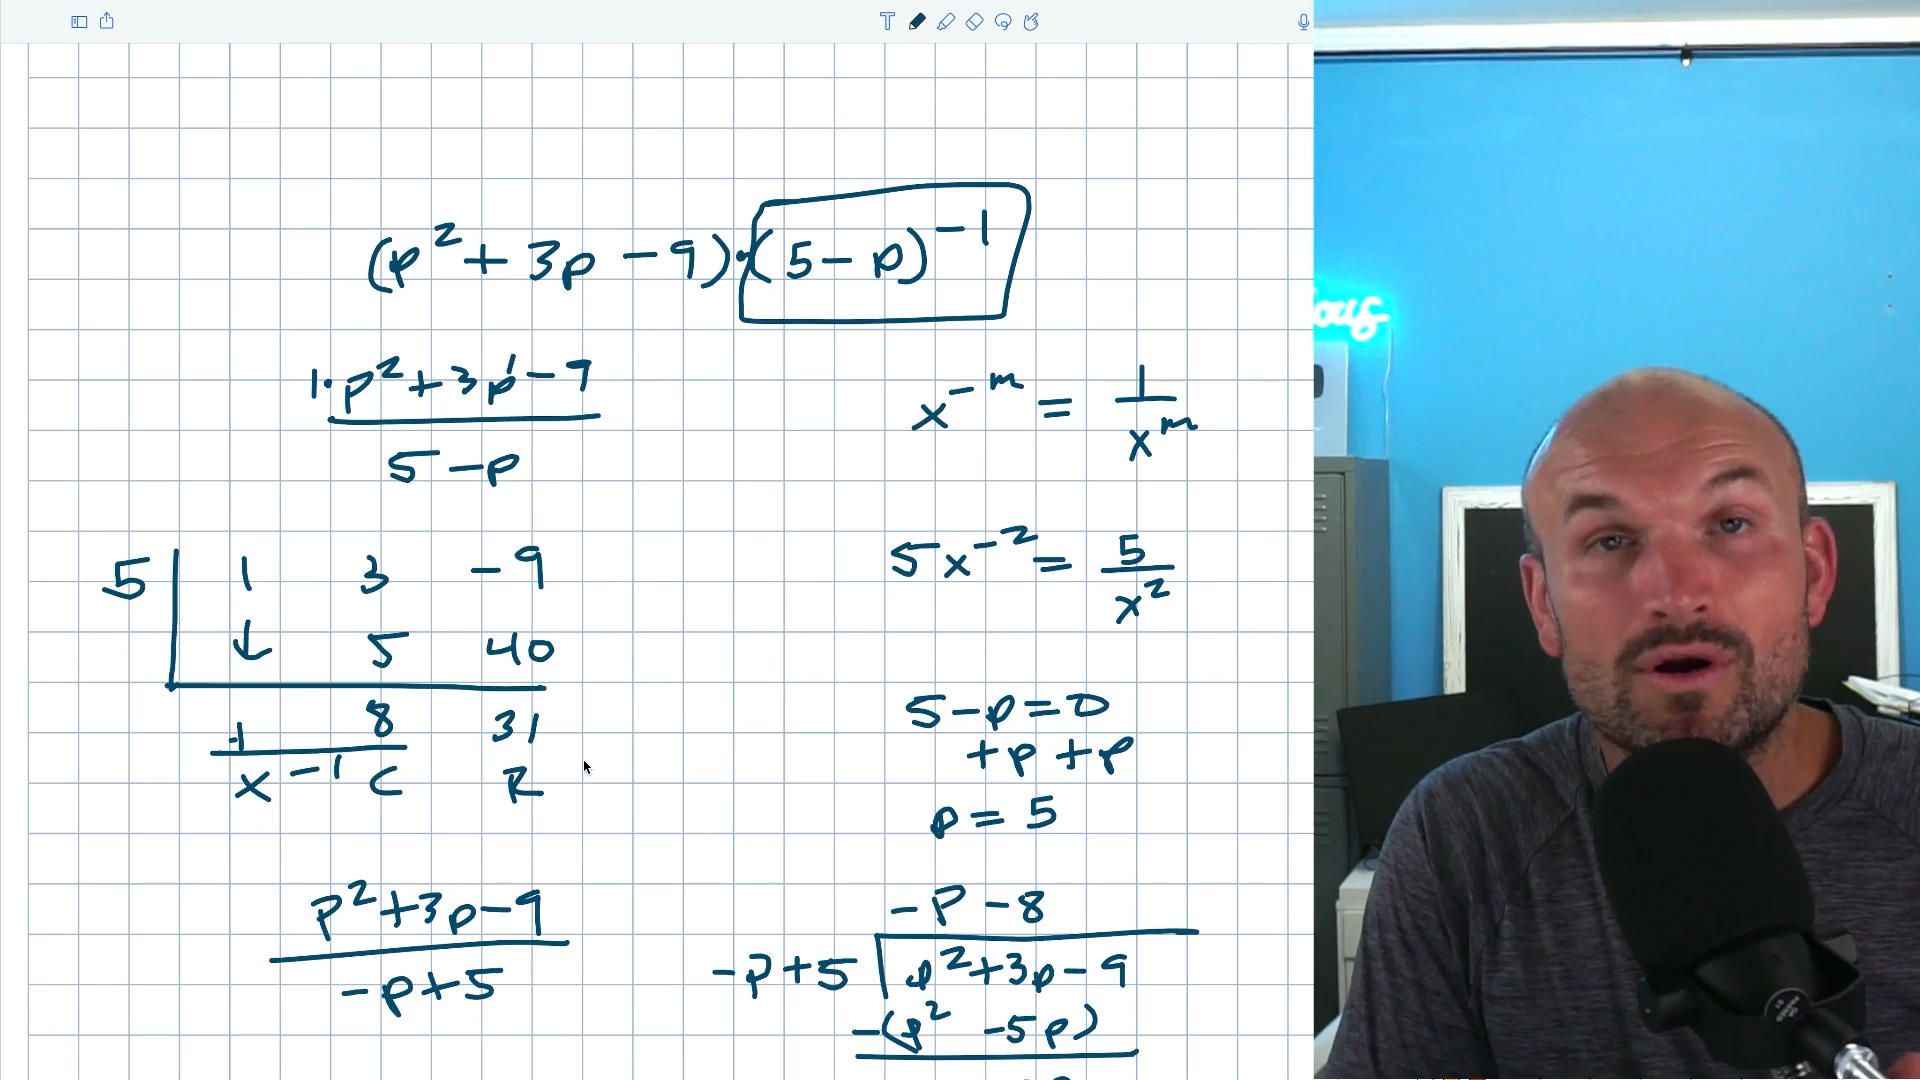 (p² + 3p - 9)·(5 - p)⁻¹
1·p² + 3p¹ - 9
5 - p
x⁻ᵐ = 1/xᵐ
5x⁻² = 5/x²
5 | 1 3 -9
↓ 5 40
1 8 31
x⁻¹ C R
5 - p = 0
+p +p
p = 5
p² + 3p - 9
-p + 5
-p - 8
-p + 5 | p² + 3p - 9
-(p² - 5p)